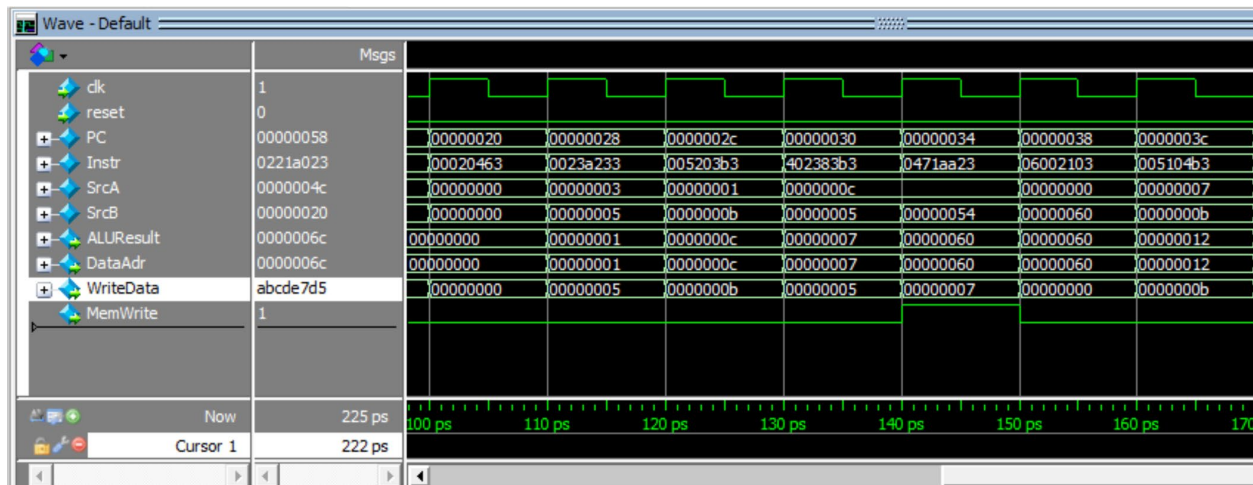 Wave - Default
Msgs
clk 1
reset 0
PC 00000058 00000020 00000028 0000002c 00000030 00000034 00000038 0000003c
Instr 0221a023 00020463 0023a233 005203b3 402383b3 0471aa23 06002103 005104b3
SrcA 0000004c 00000000 00000003 00000001 0000000c 00000000 00000007
SrcB 00000020 00000000 00000005 0000000b 00000005 00000054 00000060 0000000b
ALUResult 0000006c 00000000 00000001 0000000c 00000007 00000060 00000060 00000012
DataAdr 0000006c 00000000 00000001 0000000c 00000007 00000060 00000060 00000012
WriteData abcde7d5 00000000 00000005 0000000b 00000005 00000007 00000000 0000000b
MemWrite 1
Now 225 ps 100 ps 110 ps 120 ps 130 ps 140 ps 150 ps 160 ps 170
Cursor 1 222 ps